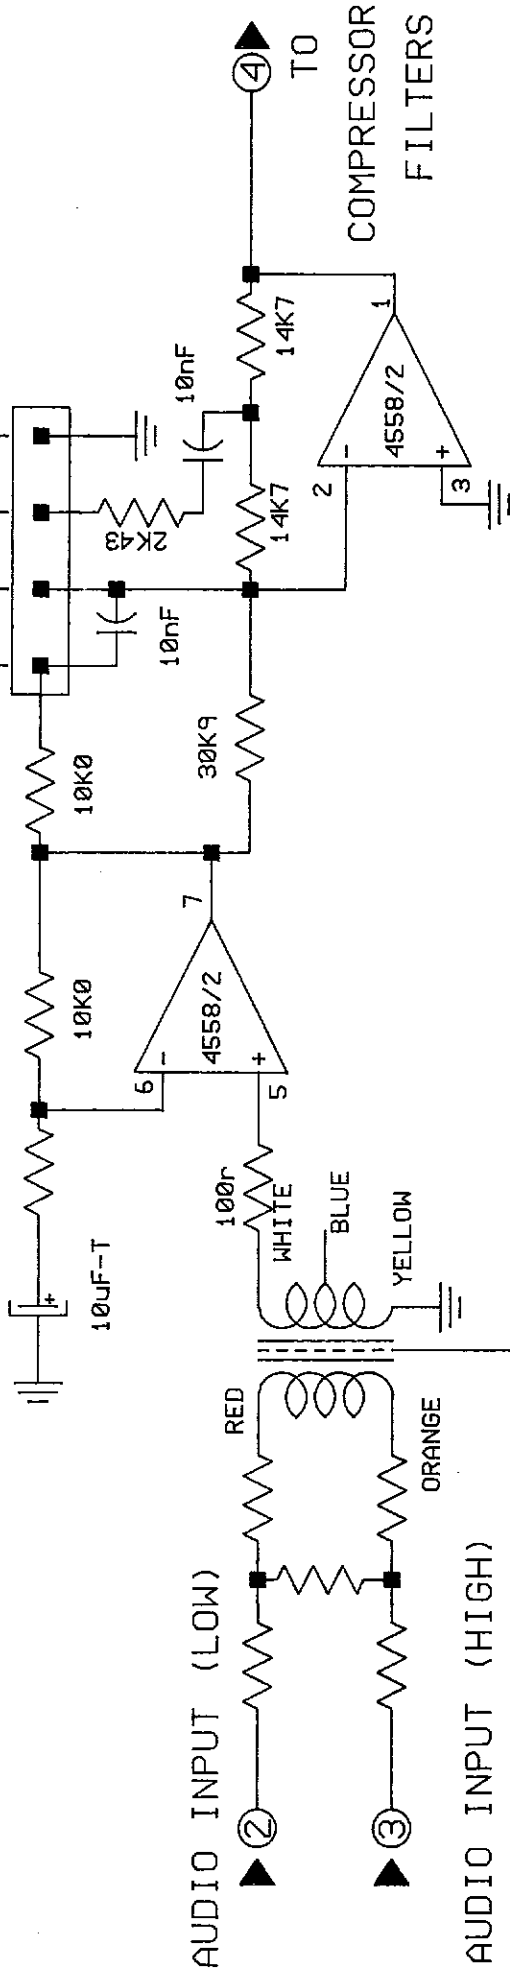 AUDIO INPUT (LOW)
2
3
AUDIO INPUT (HIGH)
RED
ORANGE
WHITE
BLUE
YELLOW
100r
10uF-T
+
10K0
10K0
6
-
4558/2
+
5
7
30K9
10nF
2K43
10nF
14K7
14K7
2
-
4558/2
+
3
1
4
TO
COMPRESSOR
FILTERS